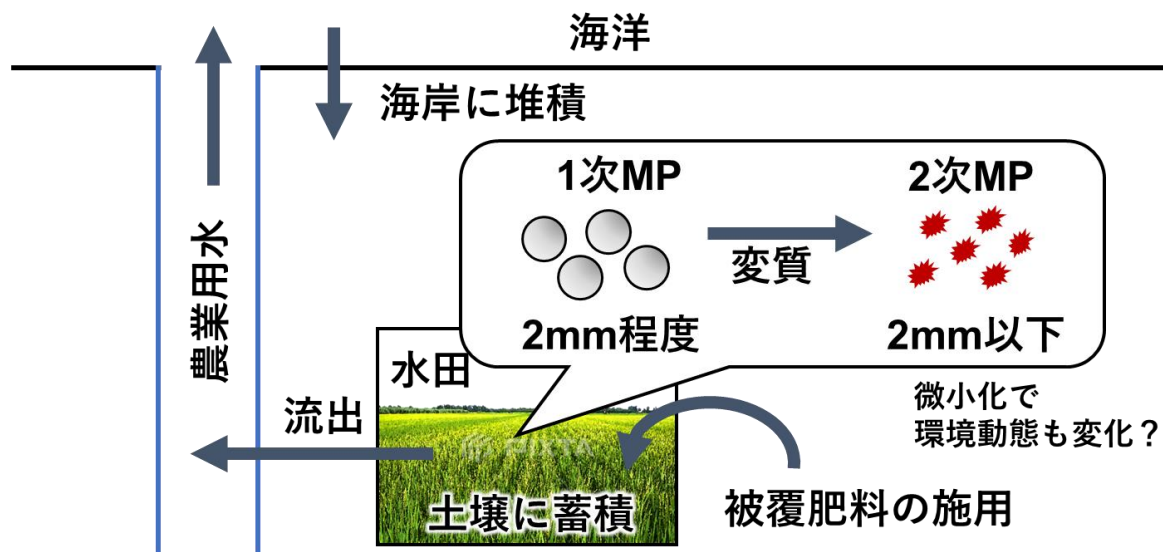 海洋
海岸に堆積
1次MP
2次MP
変質
2mm程度
2mm以下
農業用水
水田
流出
微小化で
環境動態も変化？
PIXTA
土壌に蓄積
被覆肥料の施用